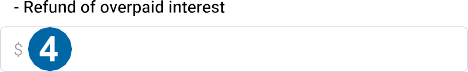 - Refund of overpaid interest
$ 4